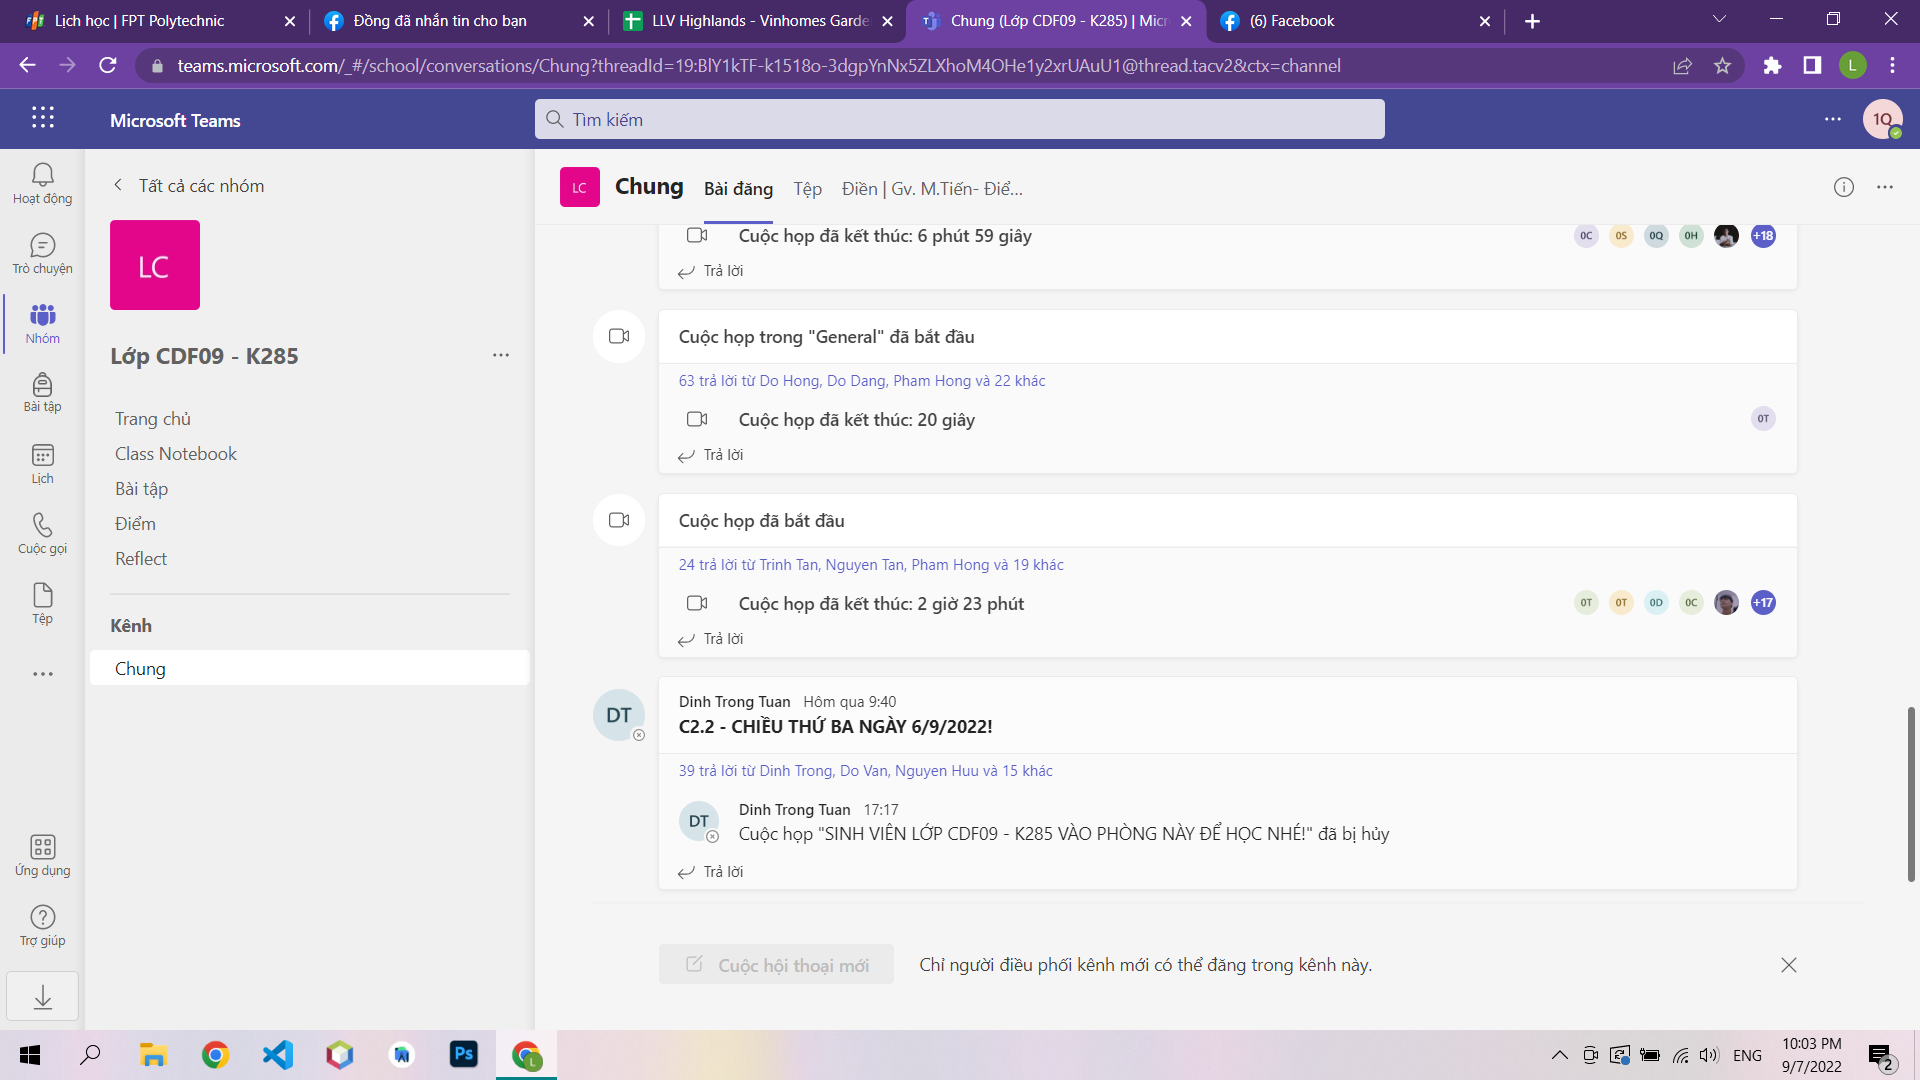 Lịch học | FPT Polytechnic
Đồng đã nhắn tin cho bạn
LLV Highlands - Vinhomes Garde
Chung (Lớp CDF09 - K285) | Micr
(6) Facebook
teams.microsoft.com/_#/school/conversations/Chung?threadId=19:BlY1kTF-k1518o-3dgpYnNx5ZLXhoM4OHe1y2xrUAuU1@thread.tacv2&ctx=channel
L
Microsoft Teams
Tìm kiếm
1Q
Hoạt động
Trò chuyện
Nhóm
Bài tập
Lịch
Cuộc gọi
Tệp
Ứng dụng
Trợ giúp
Tất cả các nhóm
LC
Lớp CDF09 - K285
Trang chủ
Class Notebook
Bài tập
Điểm
Reflect
Kênh
Chung
LC
Chung
Bài đăng
Tệp
Điền | Gv. M.Tiến- Điể...
Cuộc họp đã kết thúc: 6 phút 59 giây
0C
0S
0Q
0H
+18
Trả lời
Cuộc họp trong "General" đã bắt đầu
63 trả lời từ Do Hong, Do Dang, Pham Hong và 22 khác
Cuộc họp đã kết thúc: 20 giây
0T
Trả lời
Cuộc họp đã bắt đầu
24 trả lời từ Trinh Tan, Nguyen Tan, Pham Hong và 19 khác
Cuộc họp đã kết thúc: 2 giờ 23 phút
0T
0T
0D
0C
+17
Trả lời
DT
Dinh Trong Tuan Hôm qua 9:40
C2.2 - CHIỀU THỨ BA NGÀY 6/9/2022!
39 trả lời từ Dinh Trong, Do Van, Nguyen Huu và 15 khác
DT
Dinh Trong Tuan 17:17
Cuộc họp "SINH VIÊN LỚP CDF09 - K285 VÀO PHÒNG NÀY ĐỂ HỌC NHÉ!" đã bị hủy
Trả lời
Cuộc hội thoại mới
Chỉ người điều phối kênh mới có thể đăng trong kênh này.
Ps
L
ENG
10:03 PM
9/7/2022
2